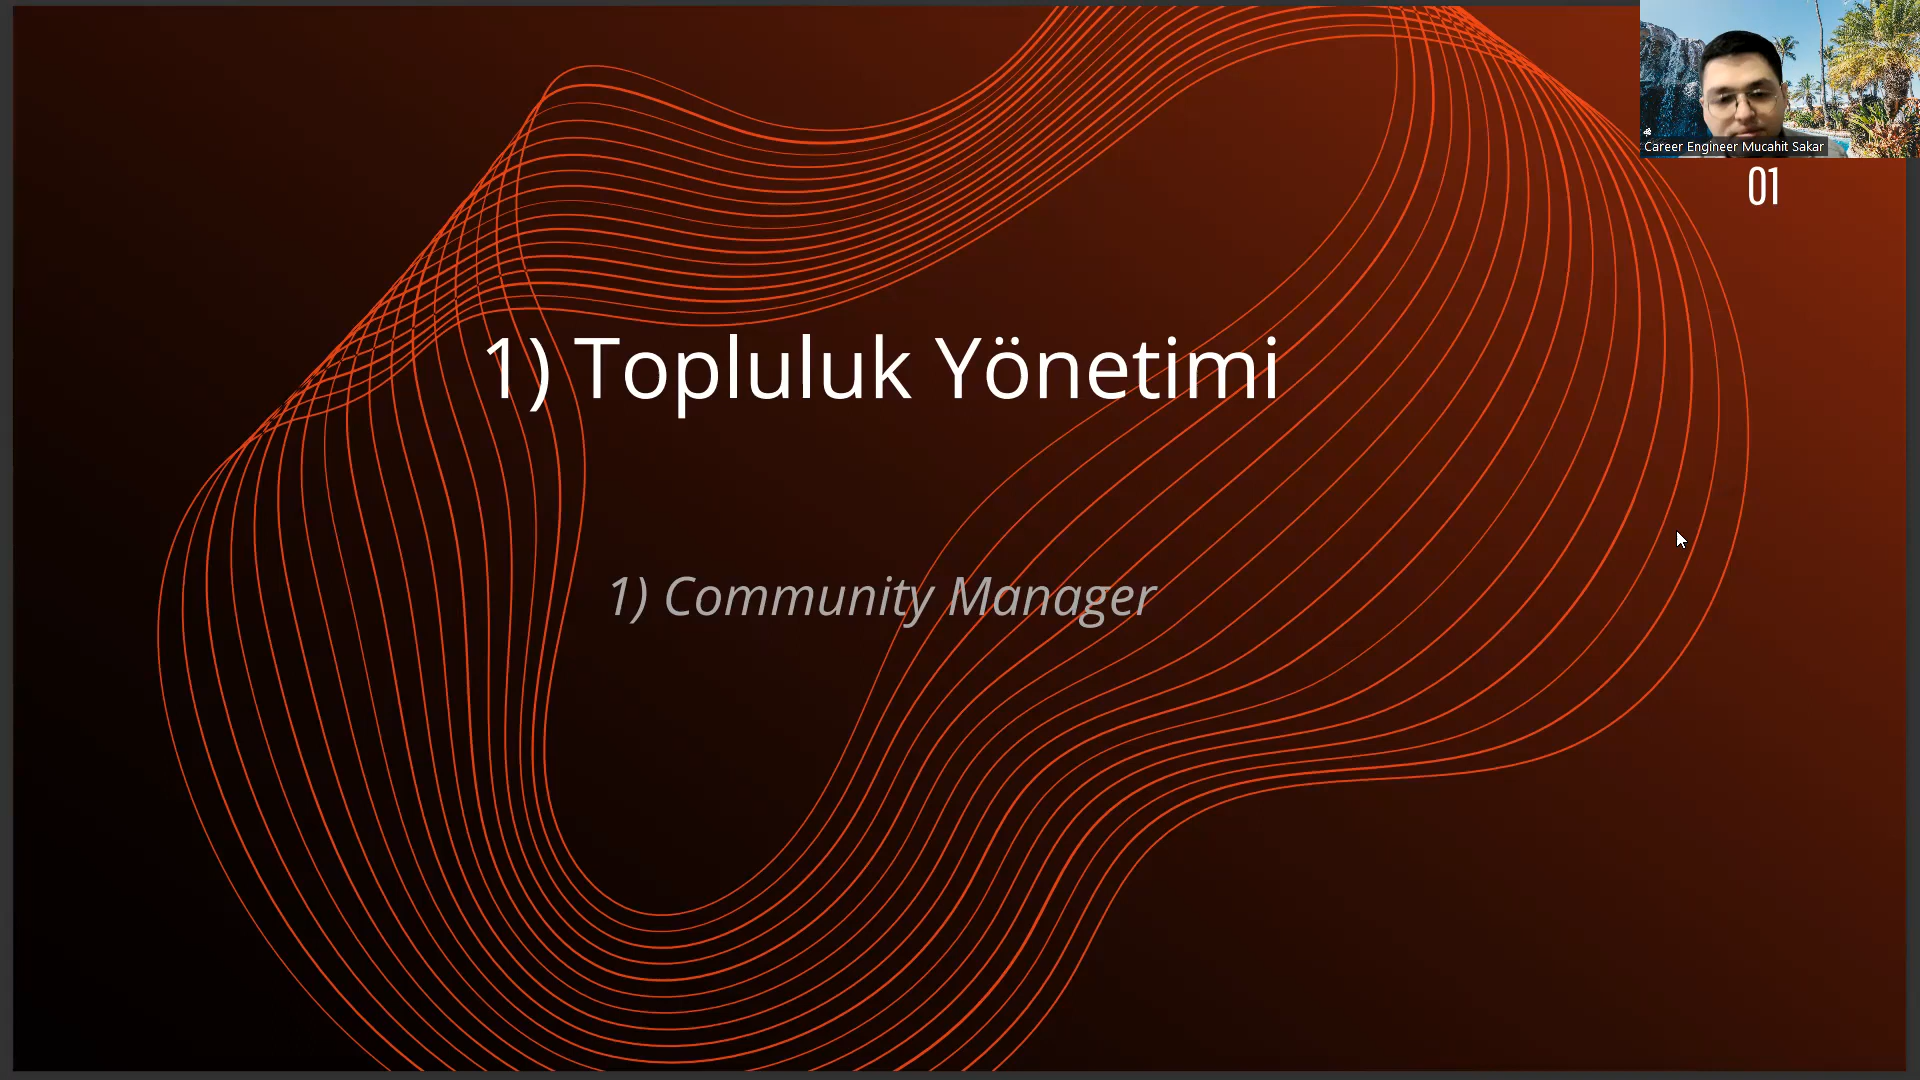 Career Engineer Mucahit Sakar
01
1) Topluluk Yönetimi
1) Community Manager